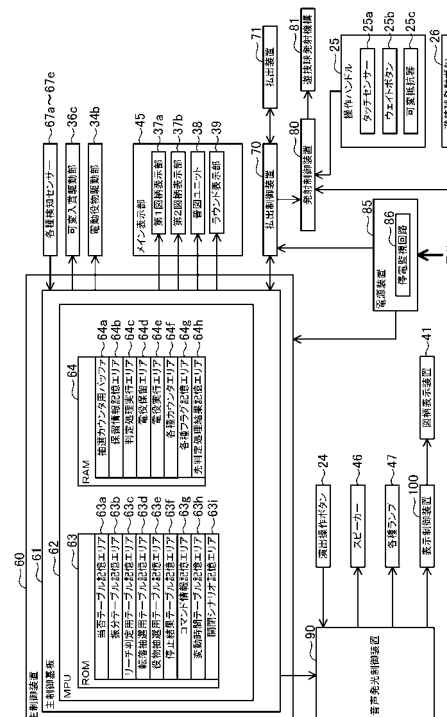 60
61
62
63
主制御装置
主制御基板
MPU
ROM
当否テーブル記憶エリア 63a
振分テーブル記憶エリア 63b
リーチ判定用テーブル記憶エリア 63c
転落抽選用テーブル記憶エリア 63d
役物抽選用テーブル記憶エリア 63e
停止結果テーブル記憶エリア 63f
コマンド情報記憶エリア 63g
変動時間テーブル記憶エリア 63h
開閉シナリオ記憶エリア 63i
64
RAM
抽選カウンタ用バッファ 64a
保留情報記憶エリア 64b
判定処理実行エリア 64c
電役保留エリア 64d
電役実行エリア 64e
各種カウンタエリア 64f
各種フラグ記憶エリア 64g
先判定処理結果記憶エリア 64h
各種検知センサー 67a～67e
可変入賞駆動部 36c
電動役物駆動部 34b
45
メイン表示部
第1図柄表示部 37a
第2図柄表示部 37b
普図ユニット 38
ラウンド表示部 39
70
払出制御装置
71
払出装置
80
発射制御装置
81
遊技球発射機構
25
操作ハンドル
タッチセンサー 25a
ウェイトボタン 25b
可変抵抗器 25c
26
85
電源装置
86
停電監視回路
90
音声発光制御装置
演出操作ボタン 24
スピーカー 46
各種ランプ 47
表示制御装置 100
図柄表示装置 41